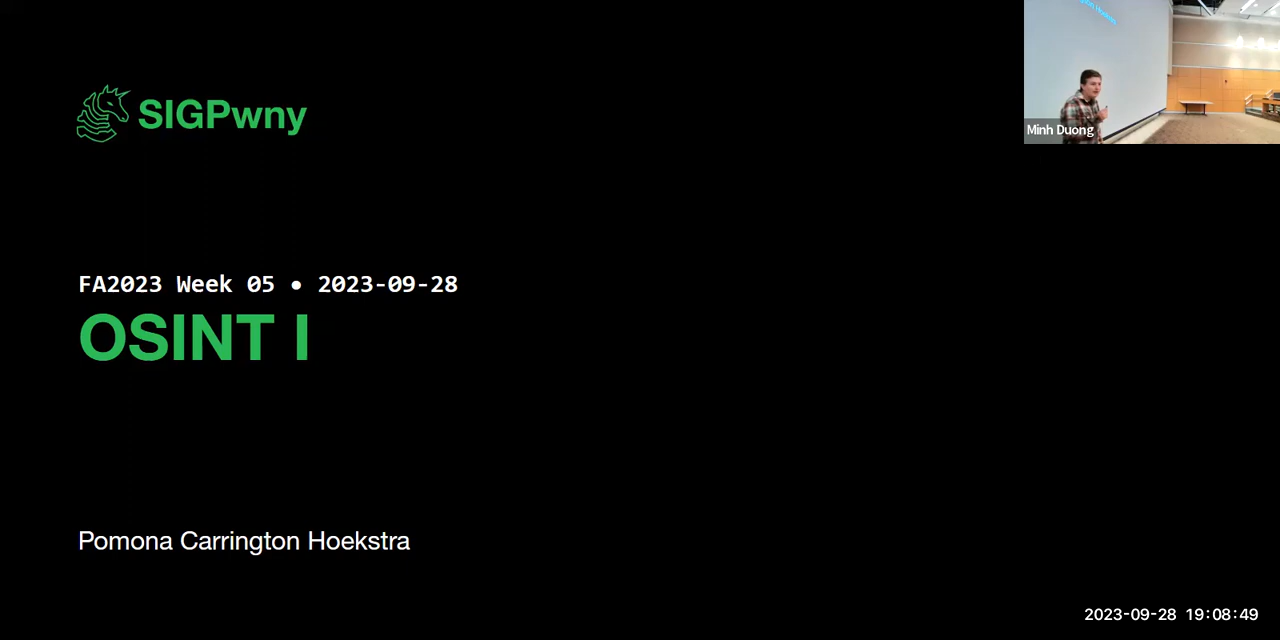 SIGPwny
Minh Duong
FA2023 Week 05 • 2023-09-28
OSINT I
Pomona Carrington Hoekstra
2023-09-28 19:08:49